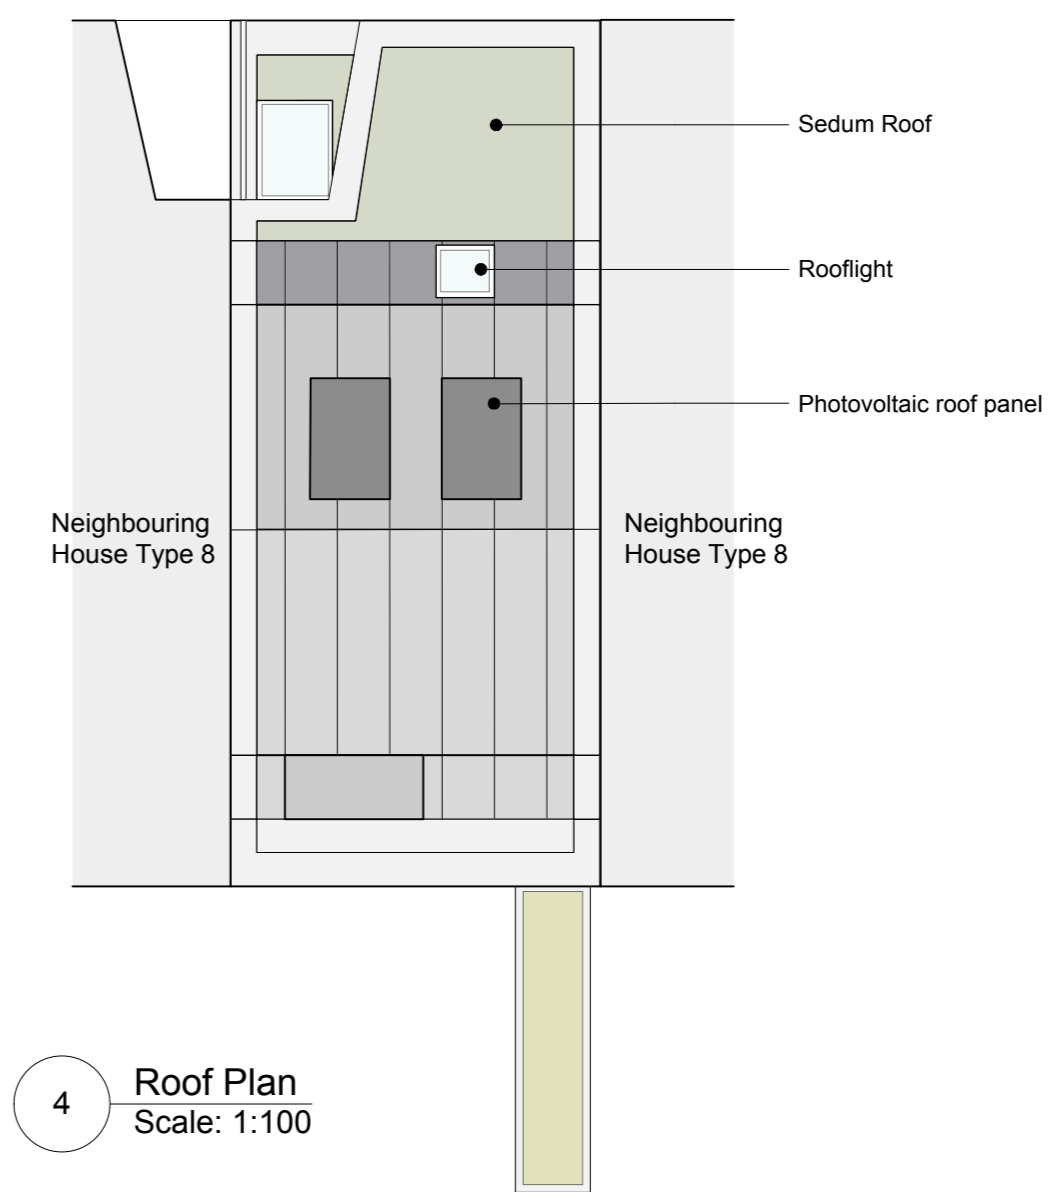 Sedum Roof
Rooflight
Photovoltaic roof panel
Neighbouring
House Type 8
Neighbouring
House Type 8
4
Roof Plan
Scale: 1:100